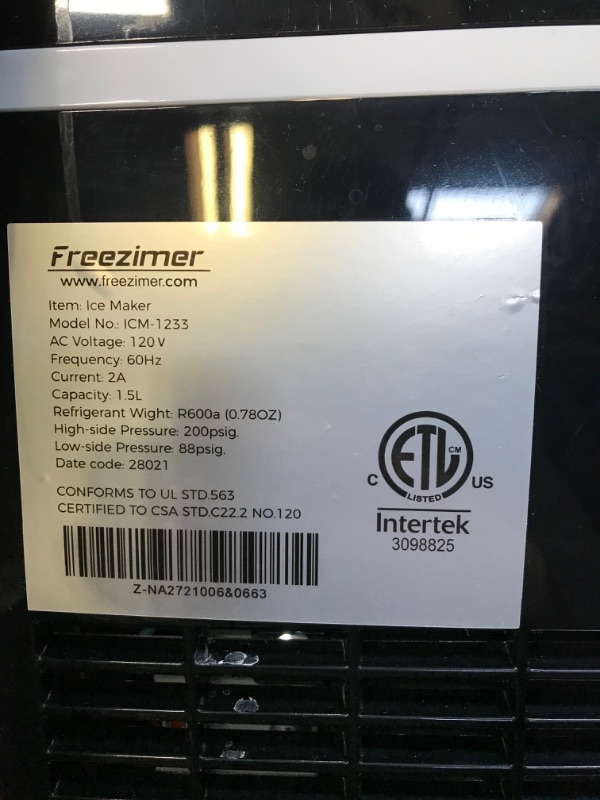 Freezimer
www.freezimer.com
Item: Ice Maker
Model No.: ICM-1233
AC Voltage: 120 V
Frequency: 60Hz
Current: 2A
Capacity: 1.5L
Refrigerant Wight: R600a (0.78OZ)
High-side Pressure: 200psig.
Low-side Pressure: 88psig.
Date code: 28021
CONFORMS TO UL STD.563
CERTIFIED TO CSA STD.C22.2 NO.120
Z-NA2721006&0663
ETL CM
C US
LISTED
Intertek
3098825